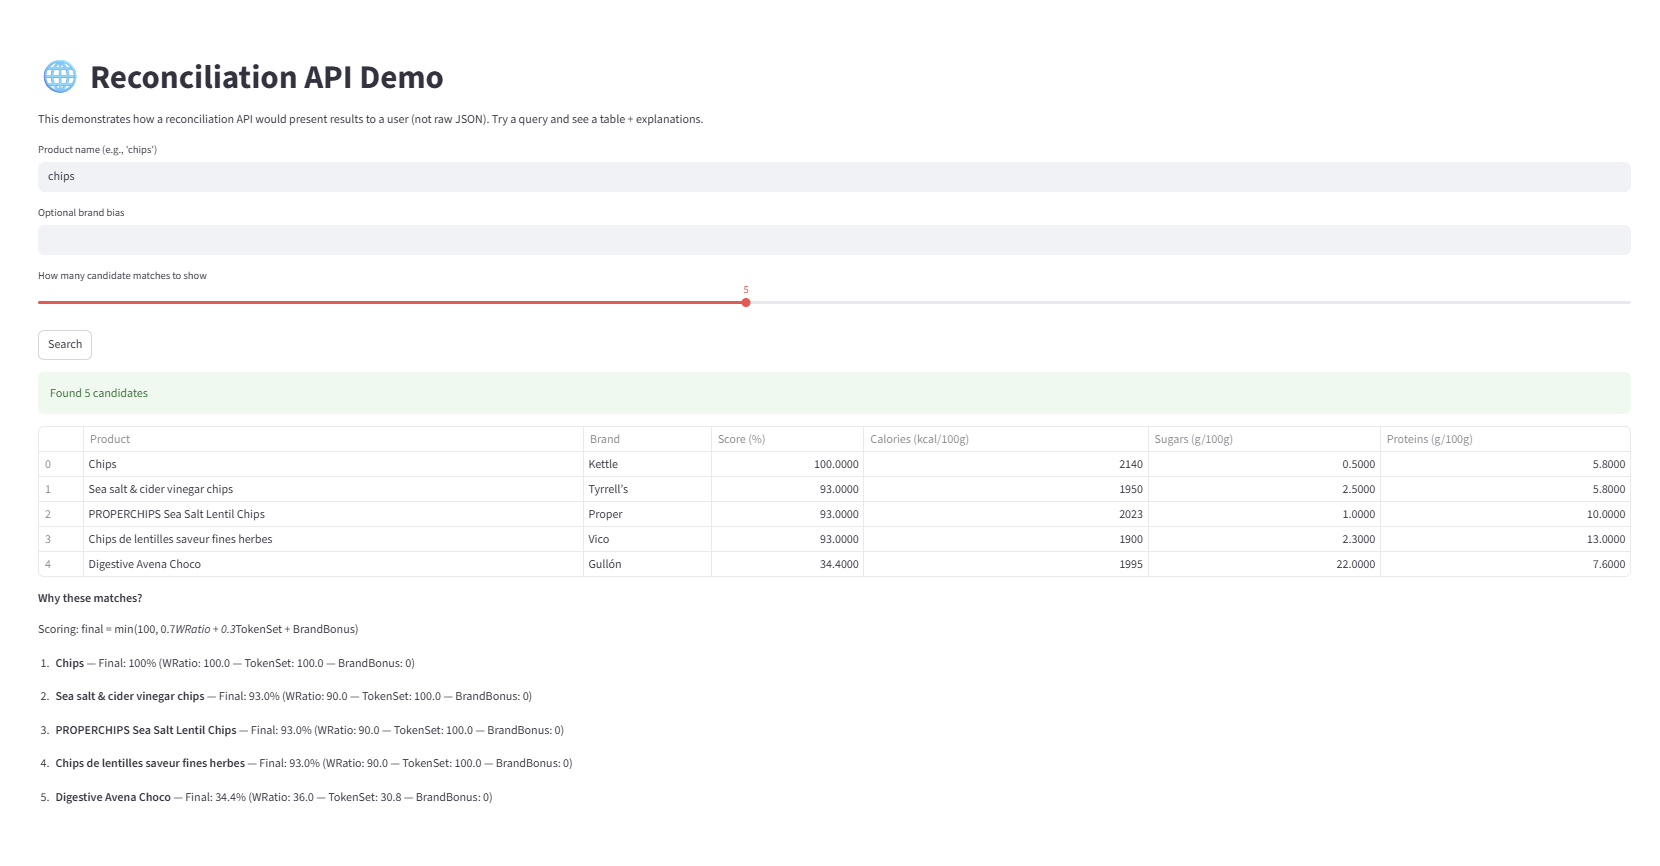 Reconciliation API Demo
This demonstrates how a reconciliation API would present results to a user (not raw JSON). Try a query and see a table + explanations.
Product name (e.g., 'chips')
chips
Optional brand bias
How many candidate matches to show
5
Search
Found 5 candidates
Product Brand Score (%) Calories (kcal/100g) Sugars (g/100g) Proteins (g/100g)
0 Chips Kettle 100.0000 2140 0.5000 5.8000
1 Sea salt & cider vinegar chips Tyrrell’s 93.0000 1950 2.5000 5.8000
2 PROPERCHIPS Sea Salt Lentil Chips Proper 93.0000 2023 1.0000 10.0000
3 Chips de lentilles saveur fines herbes Vico 93.0000 1900 2.3000 13.0000
4 Digestive Avena Choco Gullón 34.4000 1995 22.0000 7.6000
Why these matches?
Scoring: final = min(100, 0.7WRatio + 0.3TokenSet + BrandBonus)
1. Chips — Final: 100% (WRatio: 100.0 — TokenSet: 100.0 — BrandBonus: 0)
2. Sea salt & cider vinegar chips — Final: 93.0% (WRatio: 90.0 — TokenSet: 100.0 — BrandBonus: 0)
3. PROPERCHIPS Sea Salt Lentil Chips — Final: 93.0% (WRatio: 90.0 — TokenSet: 100.0 — BrandBonus: 0)
4. Chips de lentilles saveur fines herbes — Final: 93.0% (WRatio: 90.0 — TokenSet: 100.0 — BrandBonus: 0)
5. Digestive Avena Choco — Final: 34.4% (WRatio: 36.0 — TokenSet: 30.8 — BrandBonus: 0)